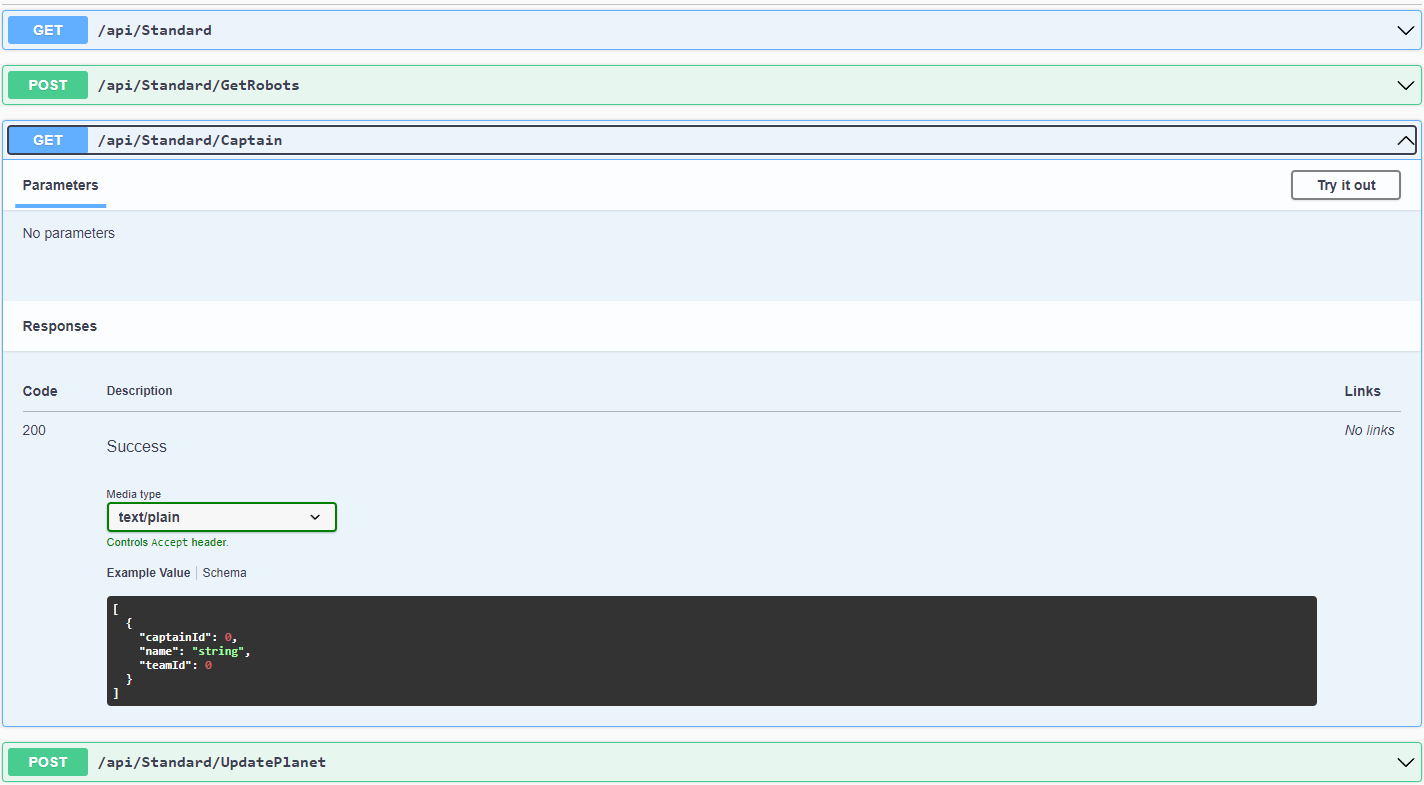 GET /api/Standard
POST /api/Standard/GetRobots
GET /api/Standard/Captain
Parameters Try it out
No parameters
Responses
Code Description Links
200 Success No links
Media type
text/plain
Controls Accept header.
Example Value Schema
[
{
"captainId": 0,
"name": "string",
"teamId": 0
}
]
POST /api/Standard/UpdatePlanet